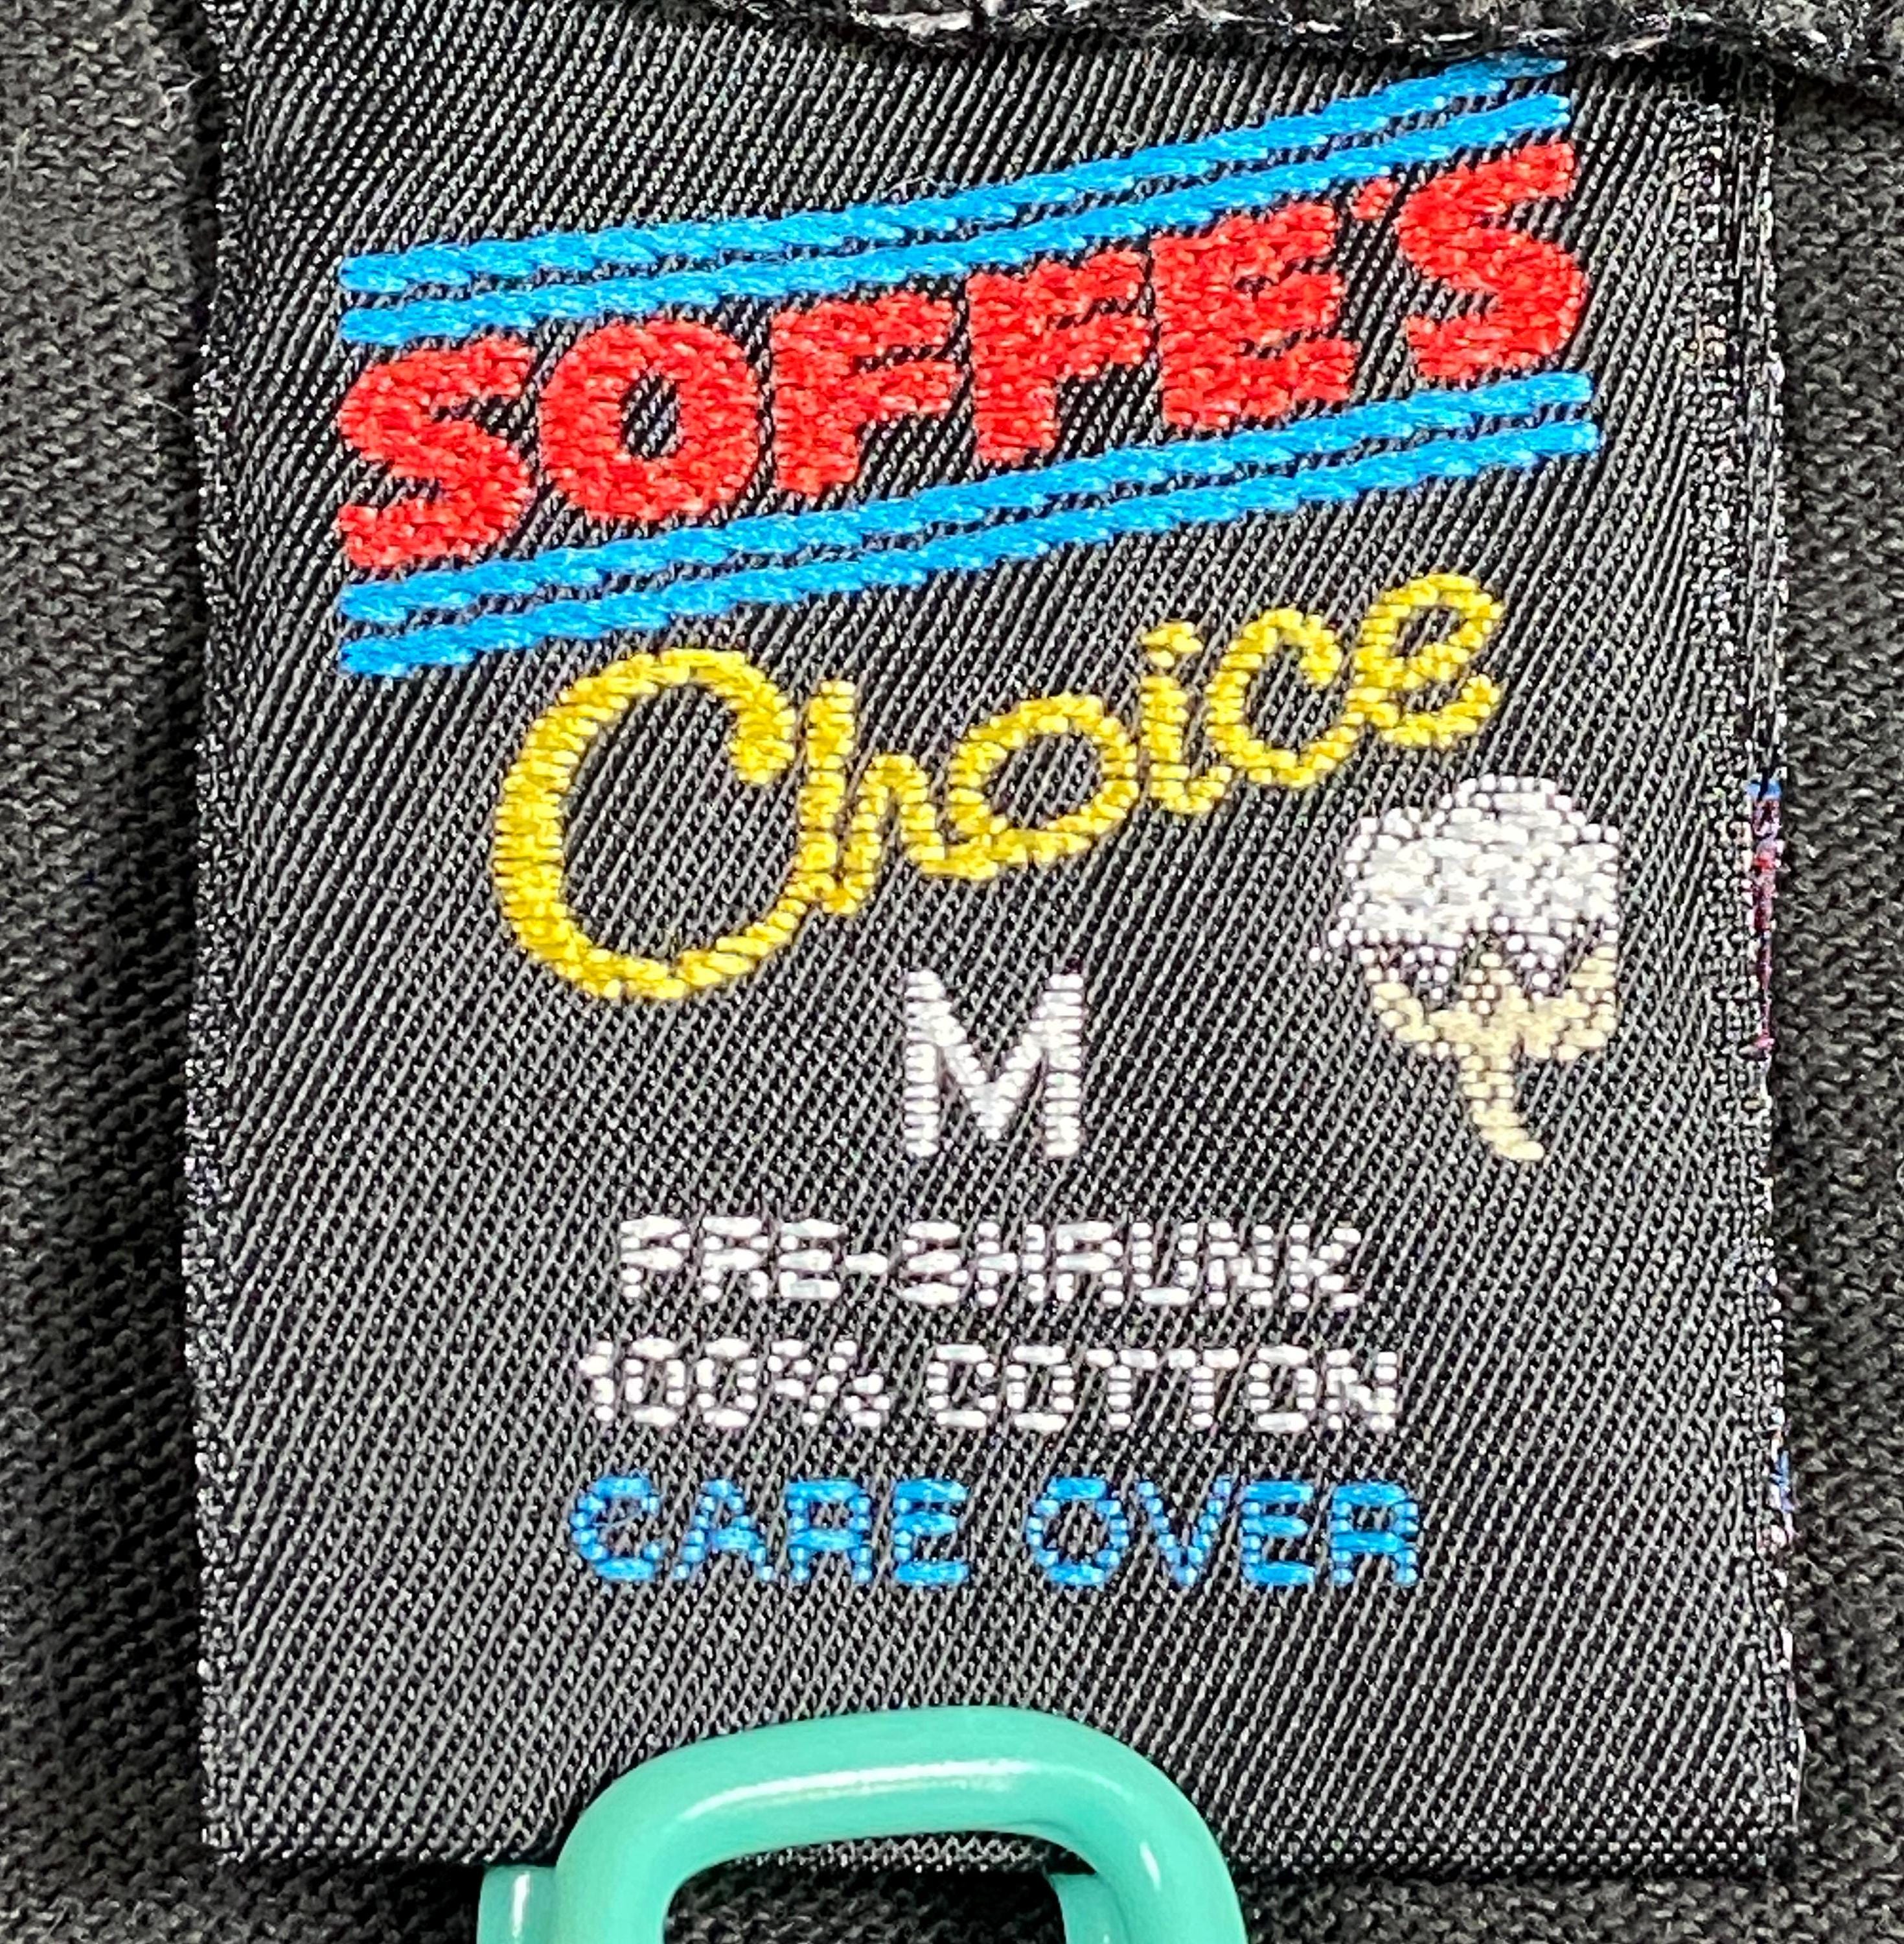 SOFFE'S
Choice
M
PRE-SHRUNK
100% COTTON
CARE OVER